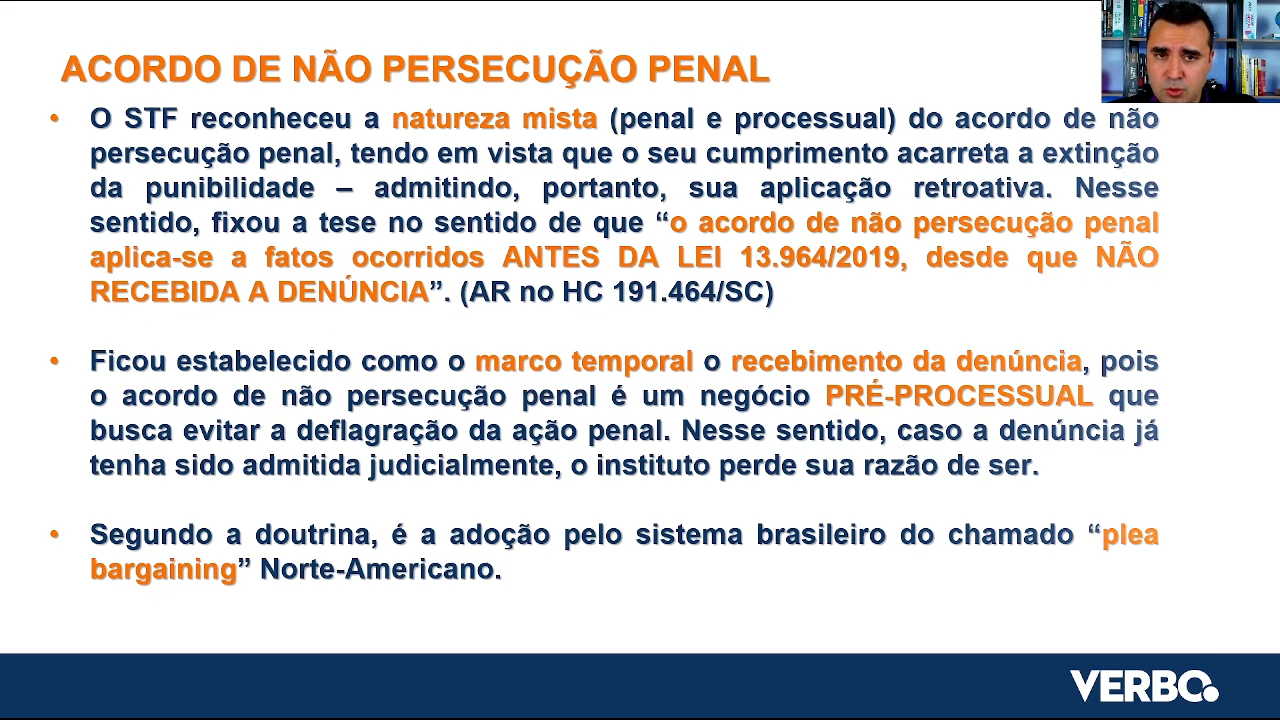 ACORDO DE NÃO PERSECUÇÃO PENAL
• O STF reconheceu a natureza mista (penal e processual) do acordo de não
persecução penal, tendo em vista que o seu cumprimento acarreta a extinção
da punibilidade – admitindo, portanto, sua aplicação retroativa. Nesse
sentido, fixou a tese no sentido de que “o acordo de não persecução penal
aplica-se a fatos ocorridos ANTES DA LEI 13.964/2019, desde que NÃO
RECEBIDA A DENÚNCIA”. (AR no HC 191.464/SC)
• Ficou estabelecido como o marco temporal o recebimento da denúncia, pois
o acordo de não persecução penal é um negócio PRÉ-PROCESSUAL que
busca evitar a deflagração da ação penal. Nesse sentido, caso a denúncia já
tenha sido admitida judicialmente, o instituto perde sua razão de ser.
• Segundo a doutrina, é a adoção pelo sistema brasileiro do chamado “plea
bargaining” Norte-Americano.
VERBO